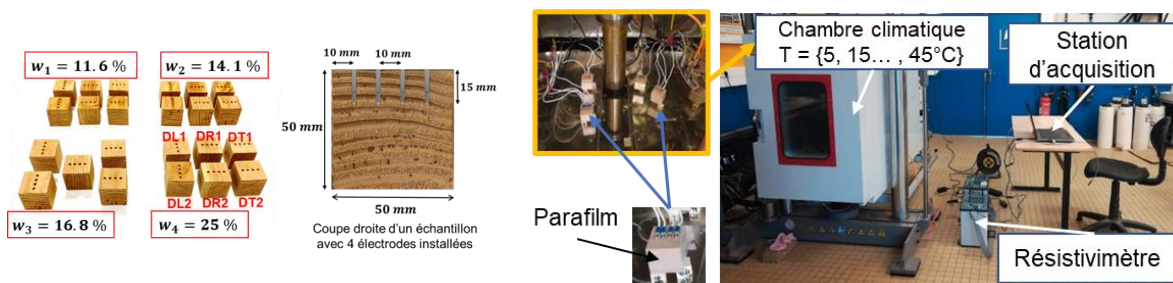 w₁ = 11.6 %
w₂ = 14.1 %
DL1 DR1 DT1
DL2 DR2 DT2
w₃ = 16.8 %
w₄ = 25 %
10 mm
10 mm
15 mm
50 mm
50 mm
Coupe droite d'un échantillon
avec 4 électrodes installées
Parafilm
Chambre climatique
T = {5, 15... , 45°C}
Station
d'acquisition
Résistivimètre